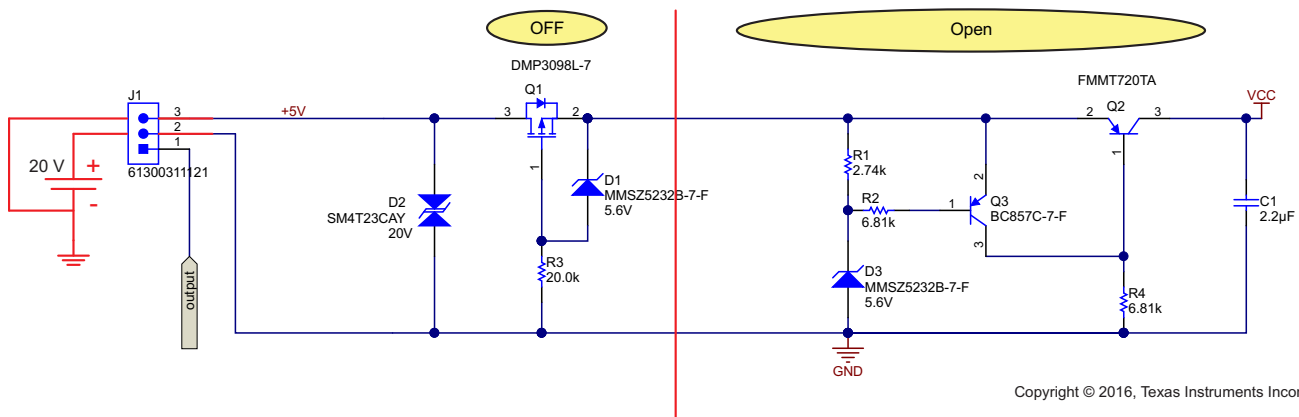 OFF
Open
DMP3098L-7
FMMT720TA
J1
Q1
Q2
VCC
+5V
3
2
1
3
2
2
3
1
1
20 V
+
-
61300311121
R1
2.74k
D1
MMSZ5232B-7-F
5.6V
D2
SM4T23CAY
20V
R2
6.81k
1
2
3
Q3
BC857C-7-F
C1
2.2µF
R3
20.0k
D3
MMSZ5232B-7-F
5.6V
R4
6.81k
output
GND
Copyright © 2016, Texas Instruments Incor